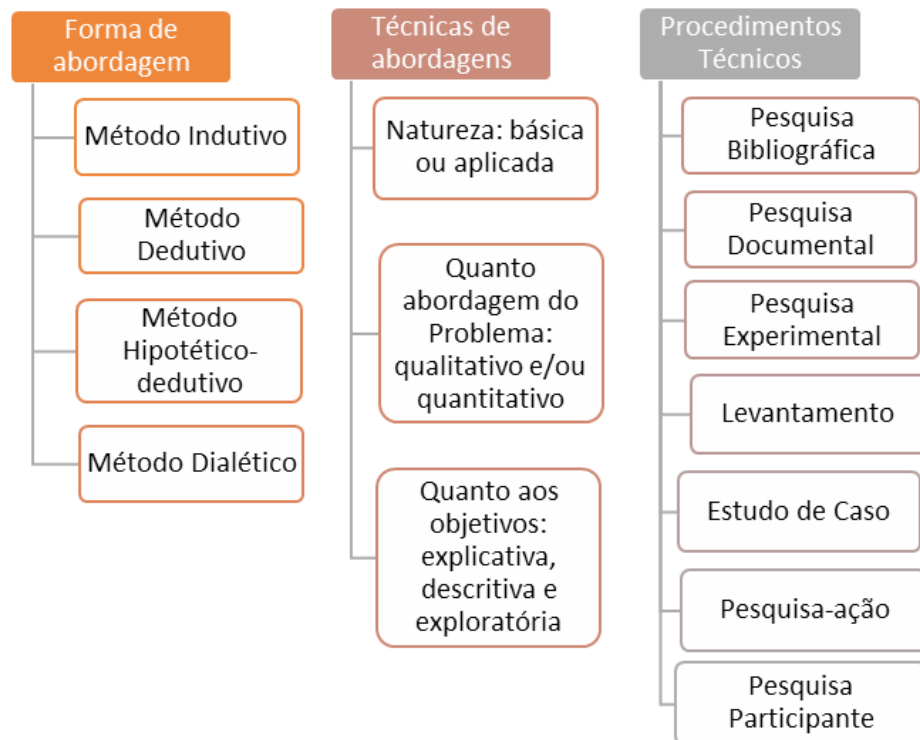 Forma de
abordagem
Método Indutivo
Método
Dedutivo
Método
Hipotético-
dedutivo
Método Dialético
Técnicas de
abordagens
Natureza: básica
ou aplicada
Quanto
abordagem do
Problema:
qualitativo e/ou
quantitativo
Quanto aos
objetivos:
explicativa,
descritiva e
exploratória
Procedimentos
Técnicos
Pesquisa
Bibliográfica
Pesquisa
Documental
Pesquisa
Experimental
Levantamento
Estudo de Caso
Pesquisa-ação
Pesquisa
Participante